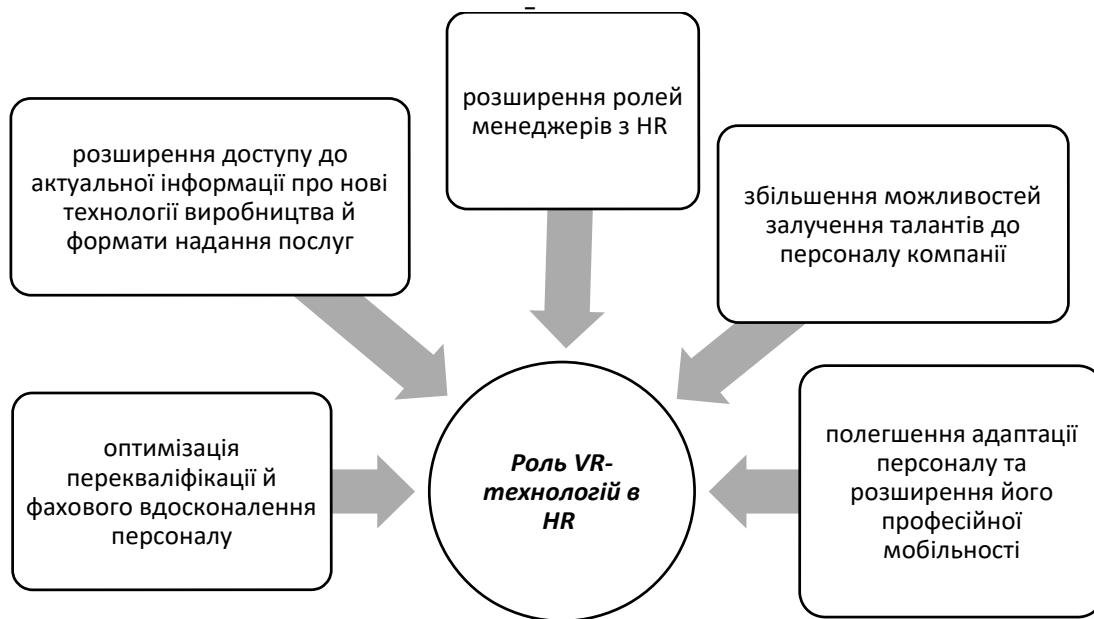 розширення ролей
менеджерів з HR
розширення доступу до
актуальної інформації про нові
технології виробництва й
формати надання послуг
збільшення можливостей
залучення талантів до
персоналу компанії
оптимізація
перекваліфікації й
фахового вдосконалення
персоналу
Роль VR-
технологій в
HR
полегшення адаптації
персоналу та
розширення його
професійної
мобільності